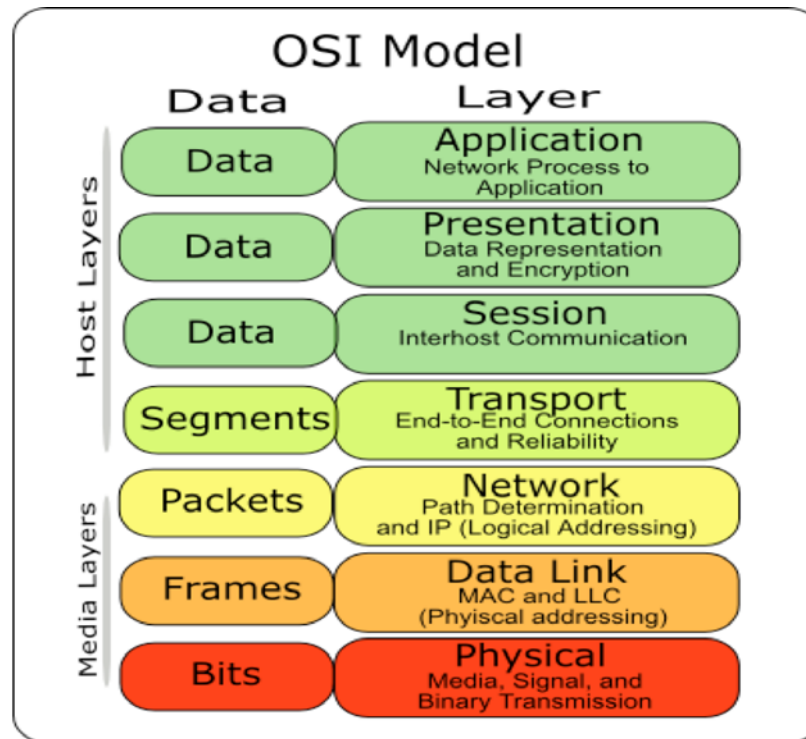 OSI Model
Data Layer
Host Layers
Data Application
Network Process to
Application
Data Presentation
Data Representation
and Encryption
Data Session
Interhost Communication
Segments Transport
End-to-End Connections
and Reliability
Media Layers
Packets Network
Path Determination
and IP (Logical Addressing)
Frames Data Link
MAC and LLC
(Phyiscal addressing)
Bits Physical
Media, Signal, and
Binary Transmission